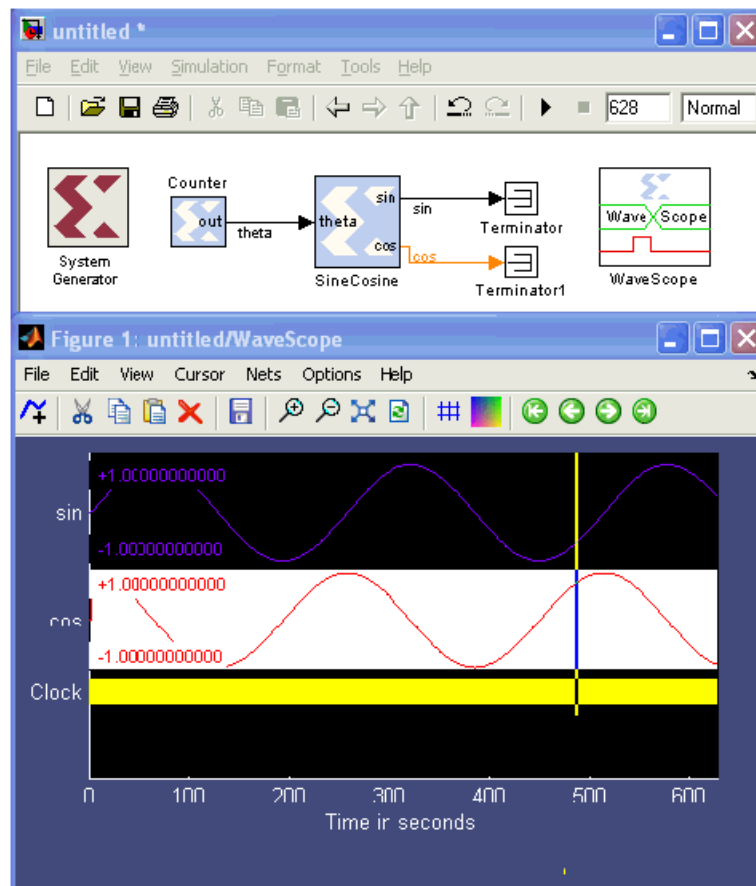 untitled *
File Edit View Simulation Format Tools Help
628 Normal
Counter
out
theta
theta
sin
cos
sin
cos
System
Generator
SineCosine
Terminator
Terminator1
Wave Scope
WaveScope
Figure 1: untitled/WaveScope
File Edit View Cursor Nets Options Help
sin
+1.00000000000
-1.00000000000
cos
+1.00000000000
-1.00000000000
Clock
0 100 200 300 400 500 600
Time ir seconds